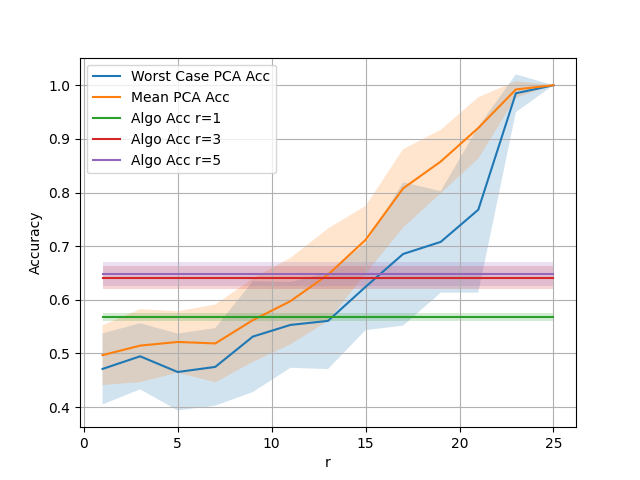 Worst Case PCA Acc
Mean PCA Acc
Algo Acc r=1
Algo Acc r=3
Algo Acc r=5
1.0
0.9
0.8
0.7
0.6
0.5
0.4
Accuracy
0 5 10 15 20 25
r